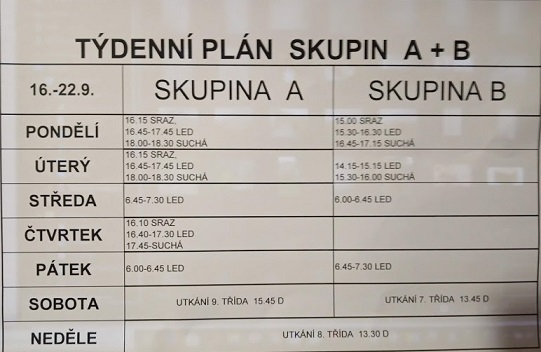 TÝDENNÍ PLÁN SKUPIN A + B
16.-22.9. SKUPINA A SKUPINA B
PONDĚLÍ
16.15 SRAZ,
16.45-17.45 LED
18.00-18.30 SUCHÁ
15.00 SRAZ
15.30-16.30 LED
16.45-17.15 SUCHÁ
ÚTERÝ
16.15 SRAZ,
16.45-17.45 LED
18.00-18.30 SUCHÁ
14.15-15.15 LED
15.30-16.00 SUCHÁ
STŘEDA
6.45-7.30 LED
6.00-6.45 LED
ČTVRTEK
16.10 SRAZ
16.40-17.30 LED
17.45-SUCHÁ
PÁTEK
6.00-6.45 LED
6.45-7.30 LED
SOBOTA
UTKÁNÍ 9. TŘÍDA 15.45 D
UTKÁNÍ 7. TŘÍDA 13.45 D
NEDĚLE
UTKÁNÍ 8. TŘÍDA 13.30 D